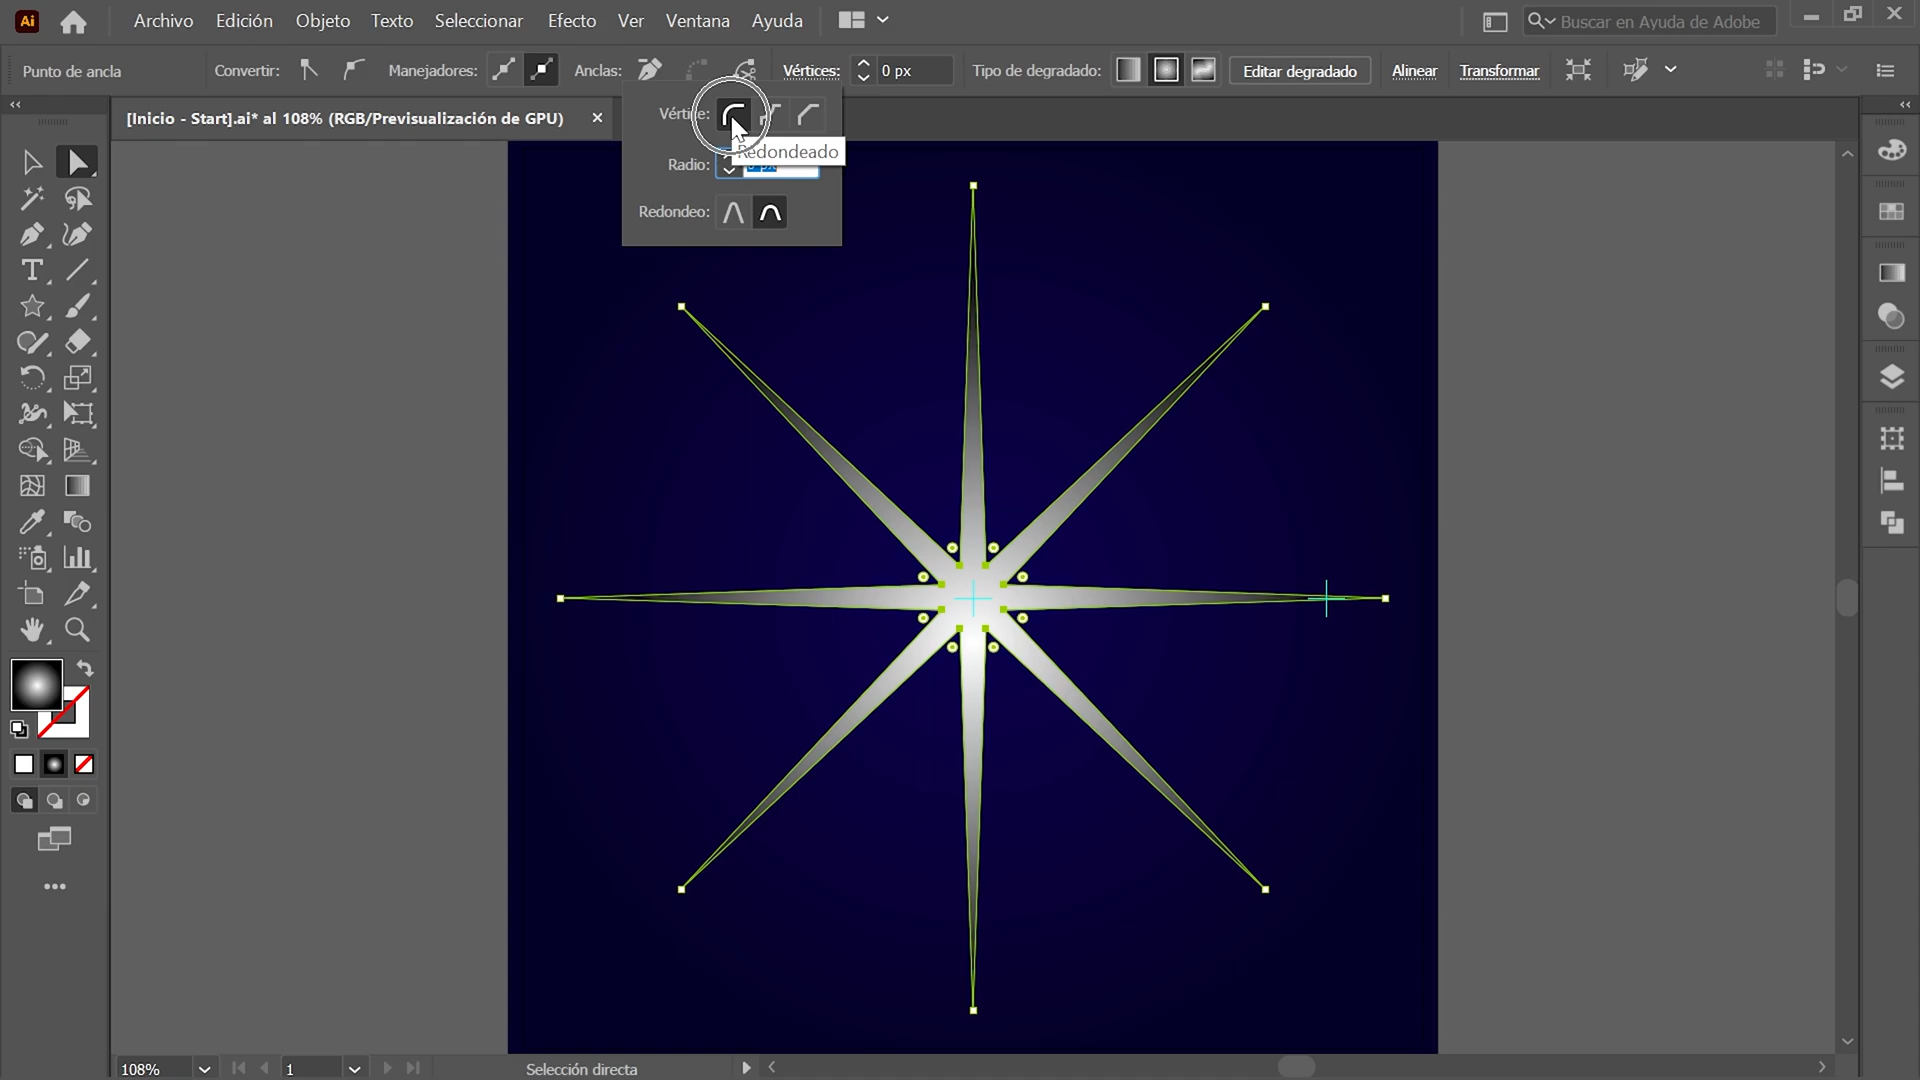 Ai
Archivo Edición Objeto Texto Seleccionar Efecto Ver Ventana Ayuda
Buscar en Ayuda de Adobe
Punto de ancla
Convertir:
Manejadores:
Anclas:
Vértices:
0 px
Tipo de degradado:
Editar degradado
Alinear
Transformar
[Inicio - Start].ai* al 108% (RGB/Previsualización de GPU)
Vértice:
Redondeado
Radio:
Redondeo:
108%
1
Selección directa